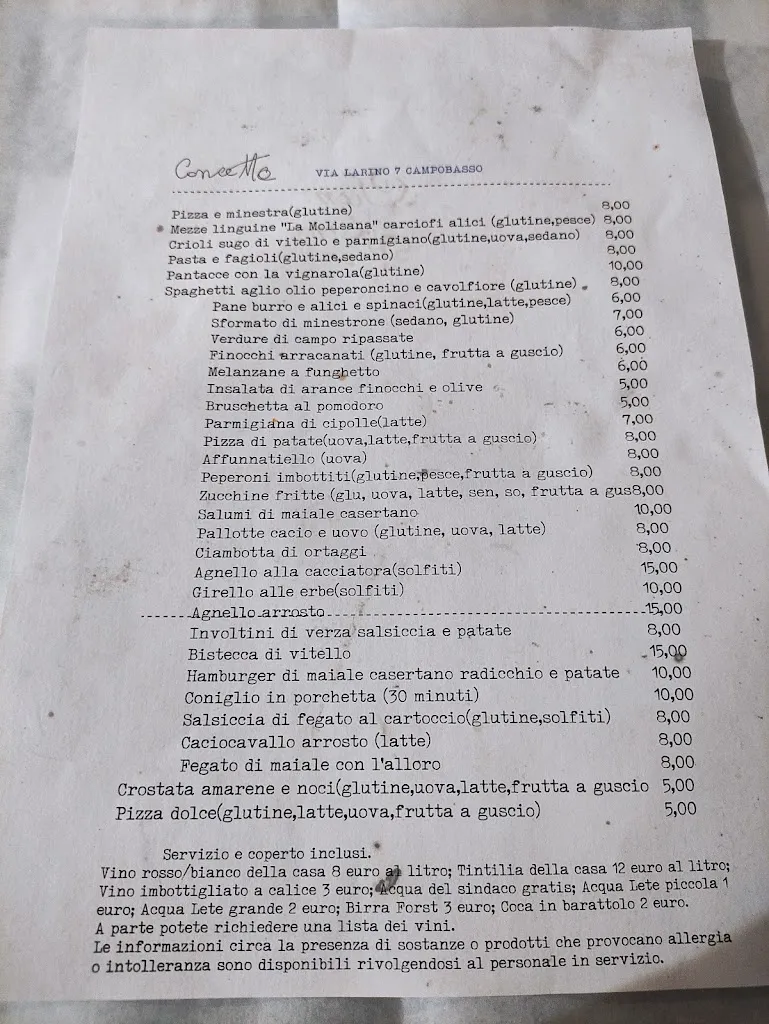 Concetto VIA LARINO 7 CAMPOBASSO
Pizza e minestra(glutine) 8,00
Mezze linguine "La Molisana" carciofi alici (glutine,pesce) 8,00
Crioli sugo di vitello e parmigiano(glutine,uova,sedano) 8,00
Pasta e fagioli(glutine,sedano) 8,00
Pantacce con la vignarola(glutine) 10,00
Spaghetti aglio olio peperoncino e cavolfiore (glutine) 8,00
Pane burro e alici e spinaci(glutine,latte,pesce) 6,00
Sformato di minestrone (sedano, glutine) 7,00
Verdure di campo ripassate 6,00
Finocchi arracanati (glutine, frutta a guscio) 6,00
Melanzane a funghetto 6,00
Insalata di arance finocchi e olive 5,00
Bruschetta al pomodoro 5,00
Parmigiana di cipolle(latte) 7,00
Pizza di patate(uova,latte,frutta a guscio) 8,00
Affunnatiello (uova) 8,00
Peperoni imbottiti(glutine,pesce,frutta a guscio) 8,00
Zucchine fritte (glu, uova, latte, sen, so, frutta a gus8,00
Salumi di maiale casertano 10,00
Pallotte cacio e uovo (glutine, uova, latte) 8,00
Ciambotta di ortaggi 8,00
Agnello alla cacciatora(solfiti) 15,00
Girello alle erbe(solfiti) 10,00
Agnello arrosto 15,00
Involtini di verza salsiccia e patate 8,00
Bistecca di vitello 15,00
Hamburger di maiale casertano radicchio e patate 10,00
Coniglio in porchetta (30 minuti) 10,00
Salsiccia di fegato al cartoccio(glutine,solfiti) 8,00
Caciocavallo arrosto (latte) 8,00
Fegato di maiale con l'alloro 8,00
Crostata amarene e noci(glutine,uova,latte,frutta a guscio 5,00
Pizza dolce(glutine,latte,uova,frutta a guscio) 5,00
Servizio e coperto inclusi.
Vino rosso/bianco della casa 8 euro al litro; Tintilia della casa 12 euro al litro;
Vino imbottigliato a calice 3 euro; Acqua del sindaco gratis; Acqua Lete piccola 1
euro; Acqua Lete grande 2 euro; Birra Forst 3 euro; Coca in barattolo 2 euro.
A parte potete richiedere una lista dei vini.
Le informazioni circa la presenza di sostanze o prodotti che provocano allergia
o intolleranza sono disponibili rivolgendosi al personale in servizio.